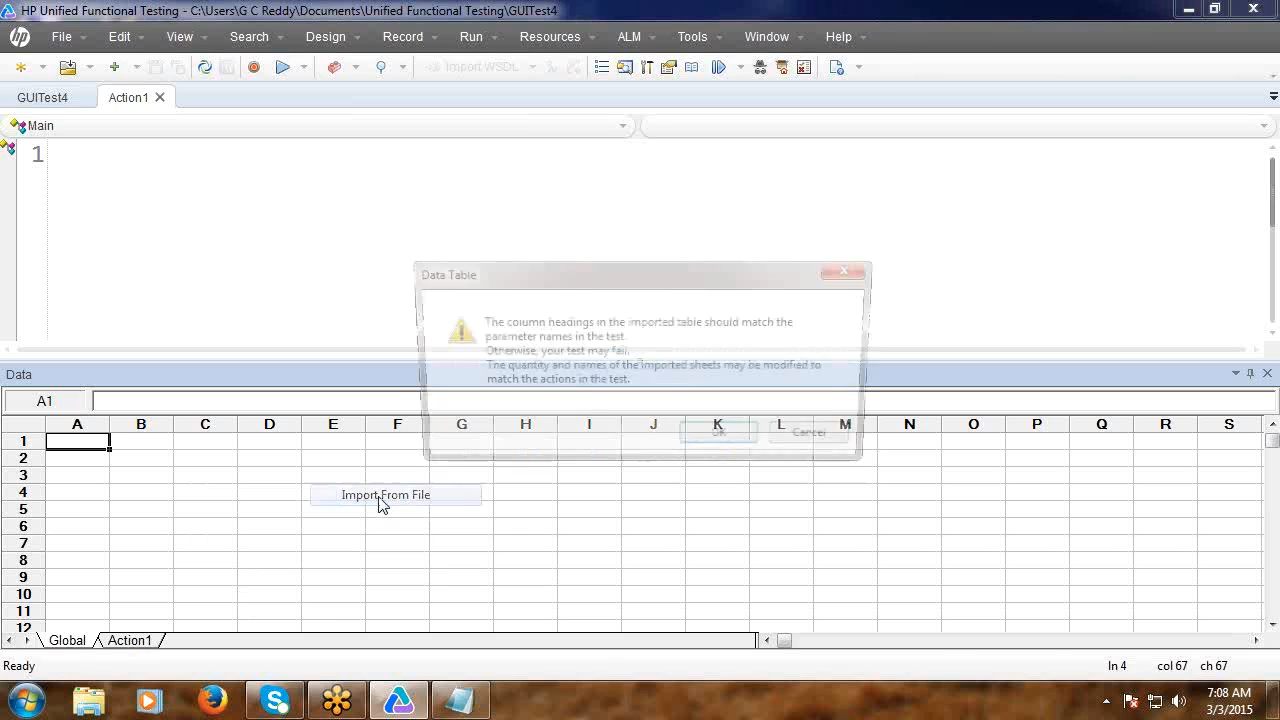 HP Unified Functional Testing - C:\Users\G C Reddy\Documents\Unified Functional Testing\GUITest4
hp File Edit View Search Design Record Run Resources ALM Tools Window Help
Import WSDL
GUITest4 Action1
Main
1
Data Table
The column headings in the imported table should match the
parameter names in the test.
Otherwise, your test may fail.
The quantity and names of the imported sheets may be modified to
match the actions in the test.
OK Cancel
Data
A1
A B C D E F G H I J K L M N O P Q R S
1
2
3
4
Import From File
5
6
7
8
9
10
11
12
Global Action1
Ready ln 4 col 67 ch 67
7:08 AM
3/3/2015